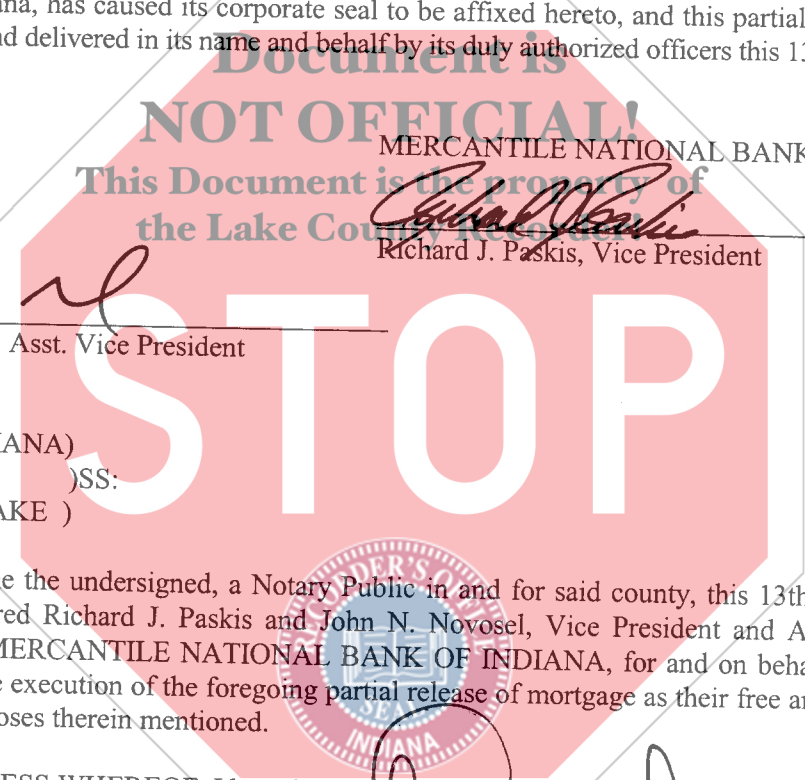 ana, has caused its corporate seal to be affixed hereto, and this partial
nd delivered in its name and behalf by its duly authorized officers this 13
Document is
NOT OFFICIAL!
MERCANTILE NATIONAL BANK
This Document is the property of
the Lake County Recorder!
Richard J. Paskis, Vice President
Asst. Vice President
STOP
IANA)
)SS:
AKE )
e the undersigned, a Notary Public in and for said county, this 13th
red Richard J. Paskis and John N. Novosel, Vice President and A
MERCANTILE NATIONAL BANK OF INDIANA, for and on beha
e execution of the foregoing partial release of mortgage as their free an
oses therein mentioned.
RECORDER'S OFFICE
SEAL
INDIANA
ESS WHEREOF